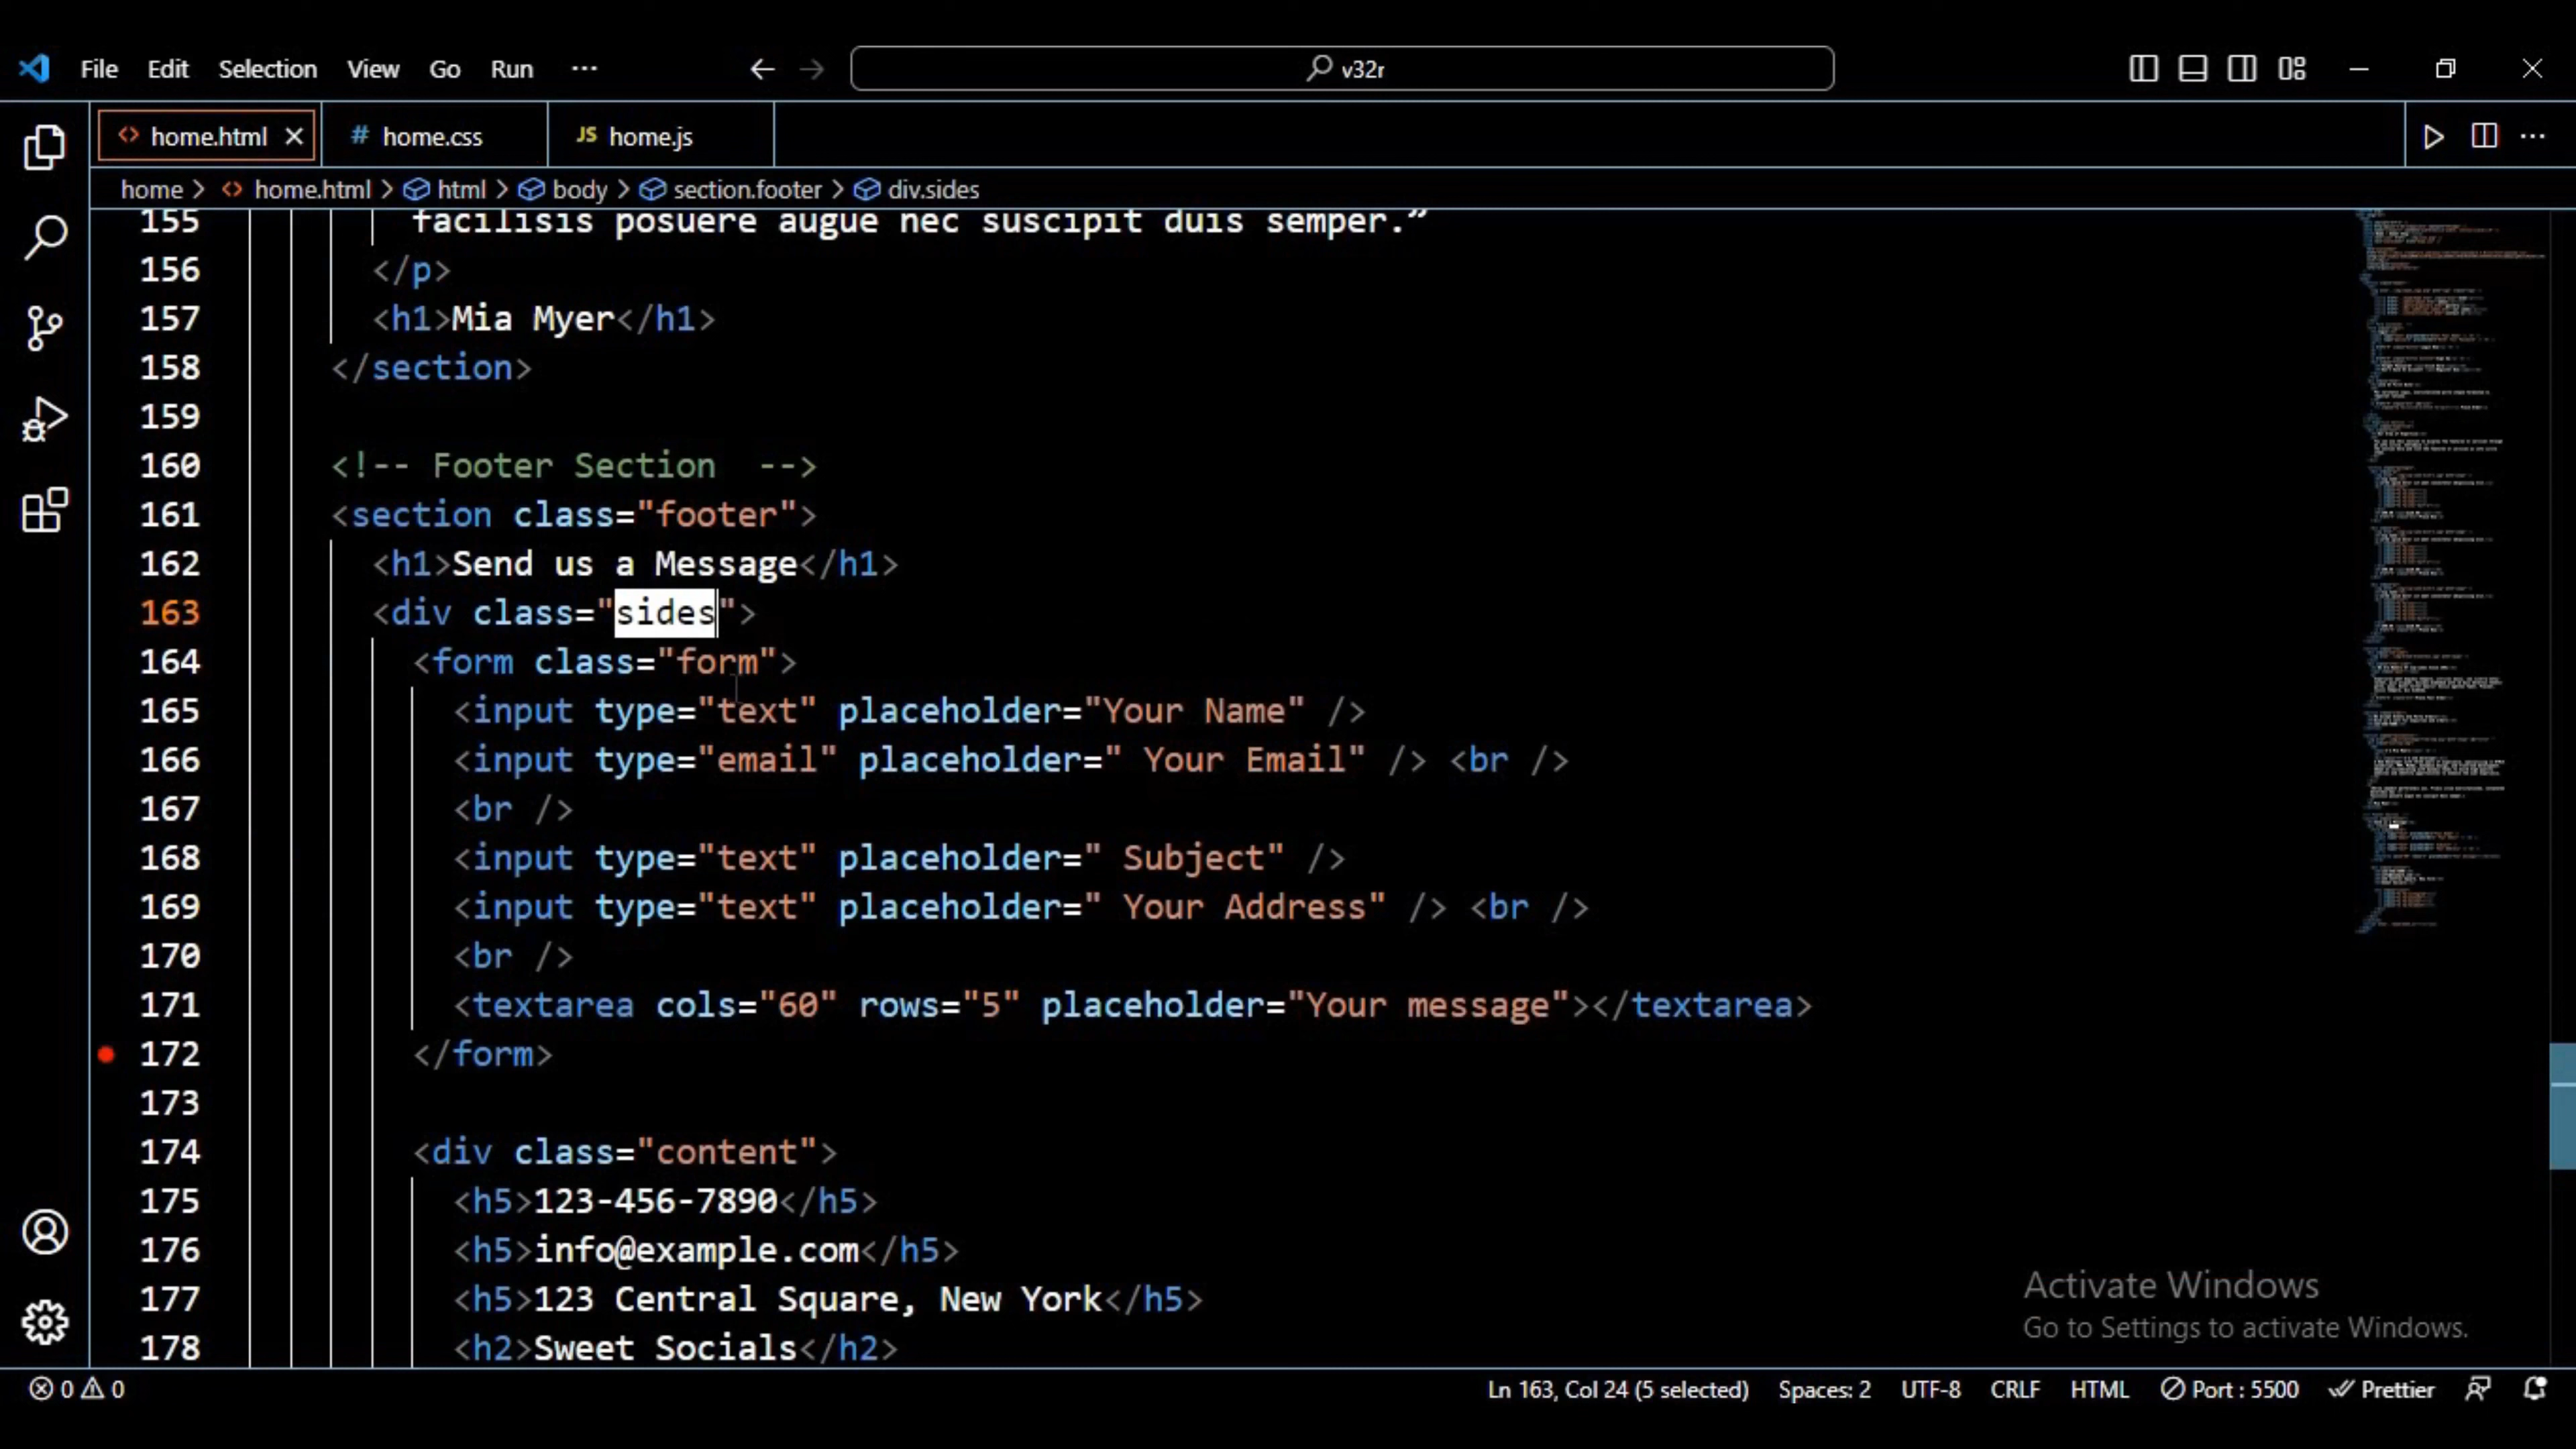 File Edit Selection View Go Run ···
v32r
home.html
# home.css
JS home.js
home > home.html > html > body > section.footer > div.sides
155 facilisis posuere augue nec suscipit duis semper.”
156 </p>
157 <h1>Mia Myer</h1>
158 </section>
159
160 <!-- Footer Section  -->
161 <section class="footer">
162 <h1>Send us a Message</h1>
163 <div class="sides">
164 <form class="form">
165 <input type="text" placeholder="Your Name" />
166 <input type="email" placeholder=" Your Email" /> <br />
167 <br />
168 <input type="text" placeholder=" Subject" />
169 <input type="text" placeholder=" Your Address" /> <br />
170 <br />
171 <textarea cols="60" rows="5" placeholder="Your message"></textarea>
172 </form>
173
174 <div class="content">
175 <h5>123-456-7890</h5>
176 <h5>info@example.com</h5>
177 <h5>123 Central Square, New York</h5>
178 <h2>Sweet Socials</h2>
Activate Windows
Go to Settings to activate Windows.
0 0 Ln 163, Col 24 (5 selected) Spaces: 2 UTF-8 CRLF HTML Port : 5500 Prettier